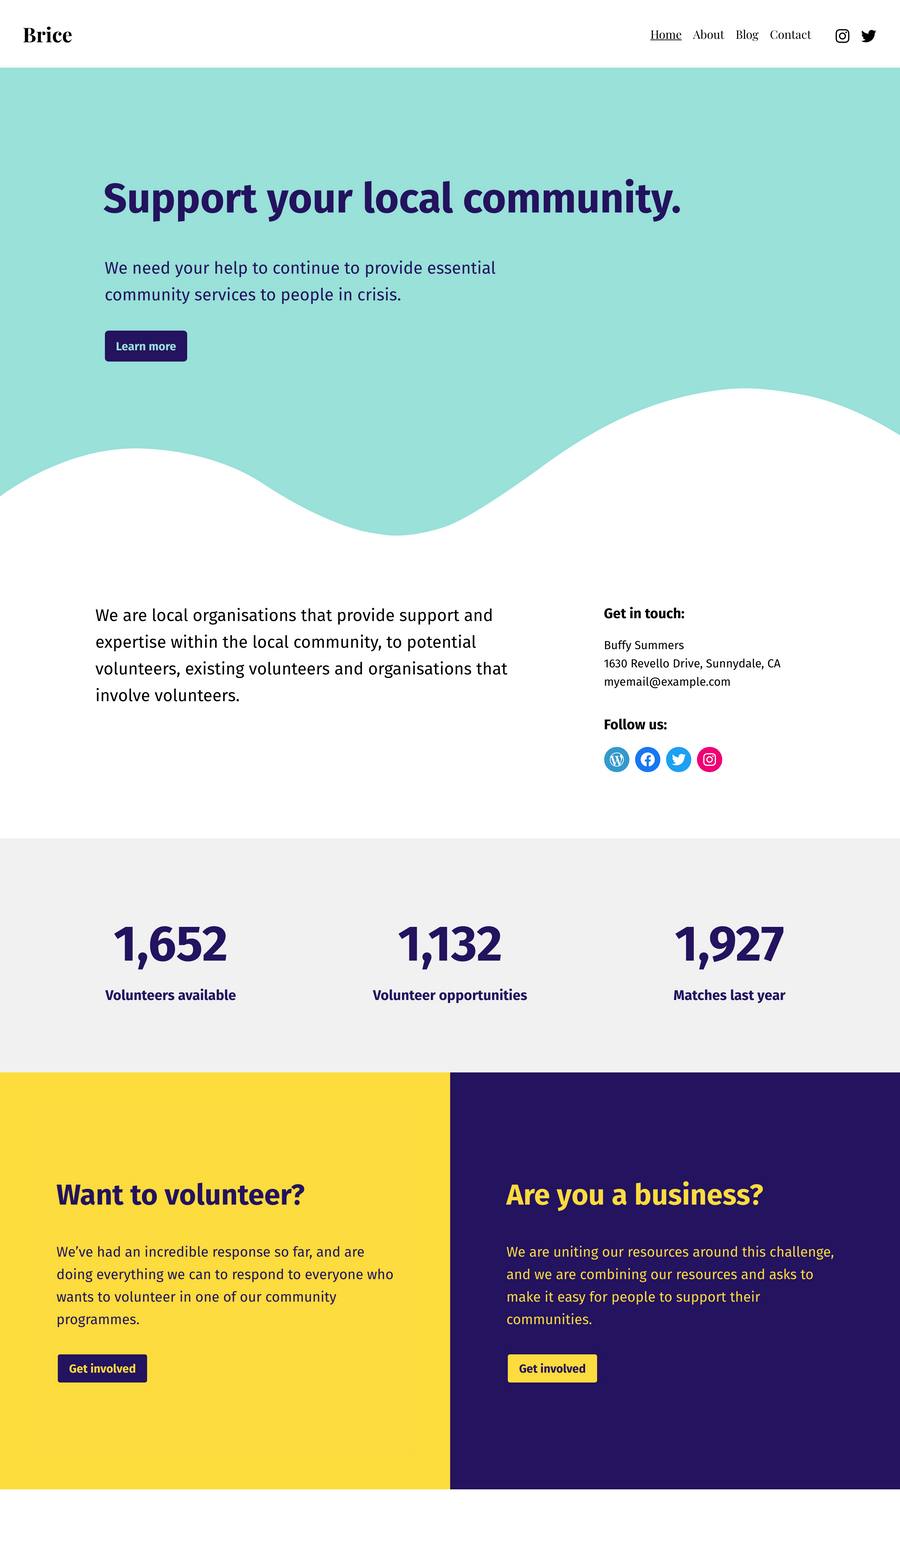 Brice
Home About Blog Contact
Support your local community.
We need your help to continue to provide essential
community services to people in crisis.
Learn more
We are local organisations that provide support and
expertise within the local community, to potential
volunteers, existing volunteers and organisations that
involve volunteers.
Get in touch:
Buffy Summers
1630 Revello Drive, Sunnydale, CA
myemail@example.com
Follow us:
1,652
Volunteers available
1,132
Volunteer opportunities
1,927
Matches last year
Want to volunteer?
We’ve had an incredible response so far, and are
doing everything we can to respond to everyone who
wants to volunteer in one of our community
programmes.
Get involved
Are you a business?
We are uniting our resources around this challenge,
and we are combining our resources and asks to
make it easy for people to support their
communities.
Get involved